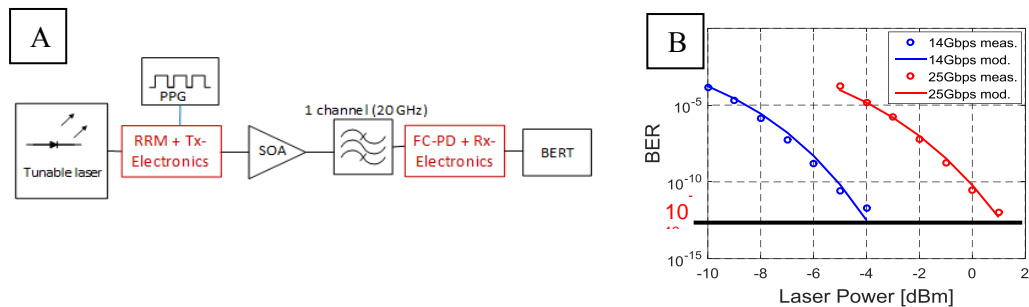 A
PPG
Tunable laser
RRM + Tx-
Electronics
SOA
1 channel (20 GHz)
FC-PD + Rx-
Electronics
BERT
B
14Gbps meas.
14Gbps mod.
25Gbps meas.
25Gbps mod.
BER
10-5
10-10
10-
10-15
-10
-8
-6
-4
-2
0
2
Laser Power [dBm]